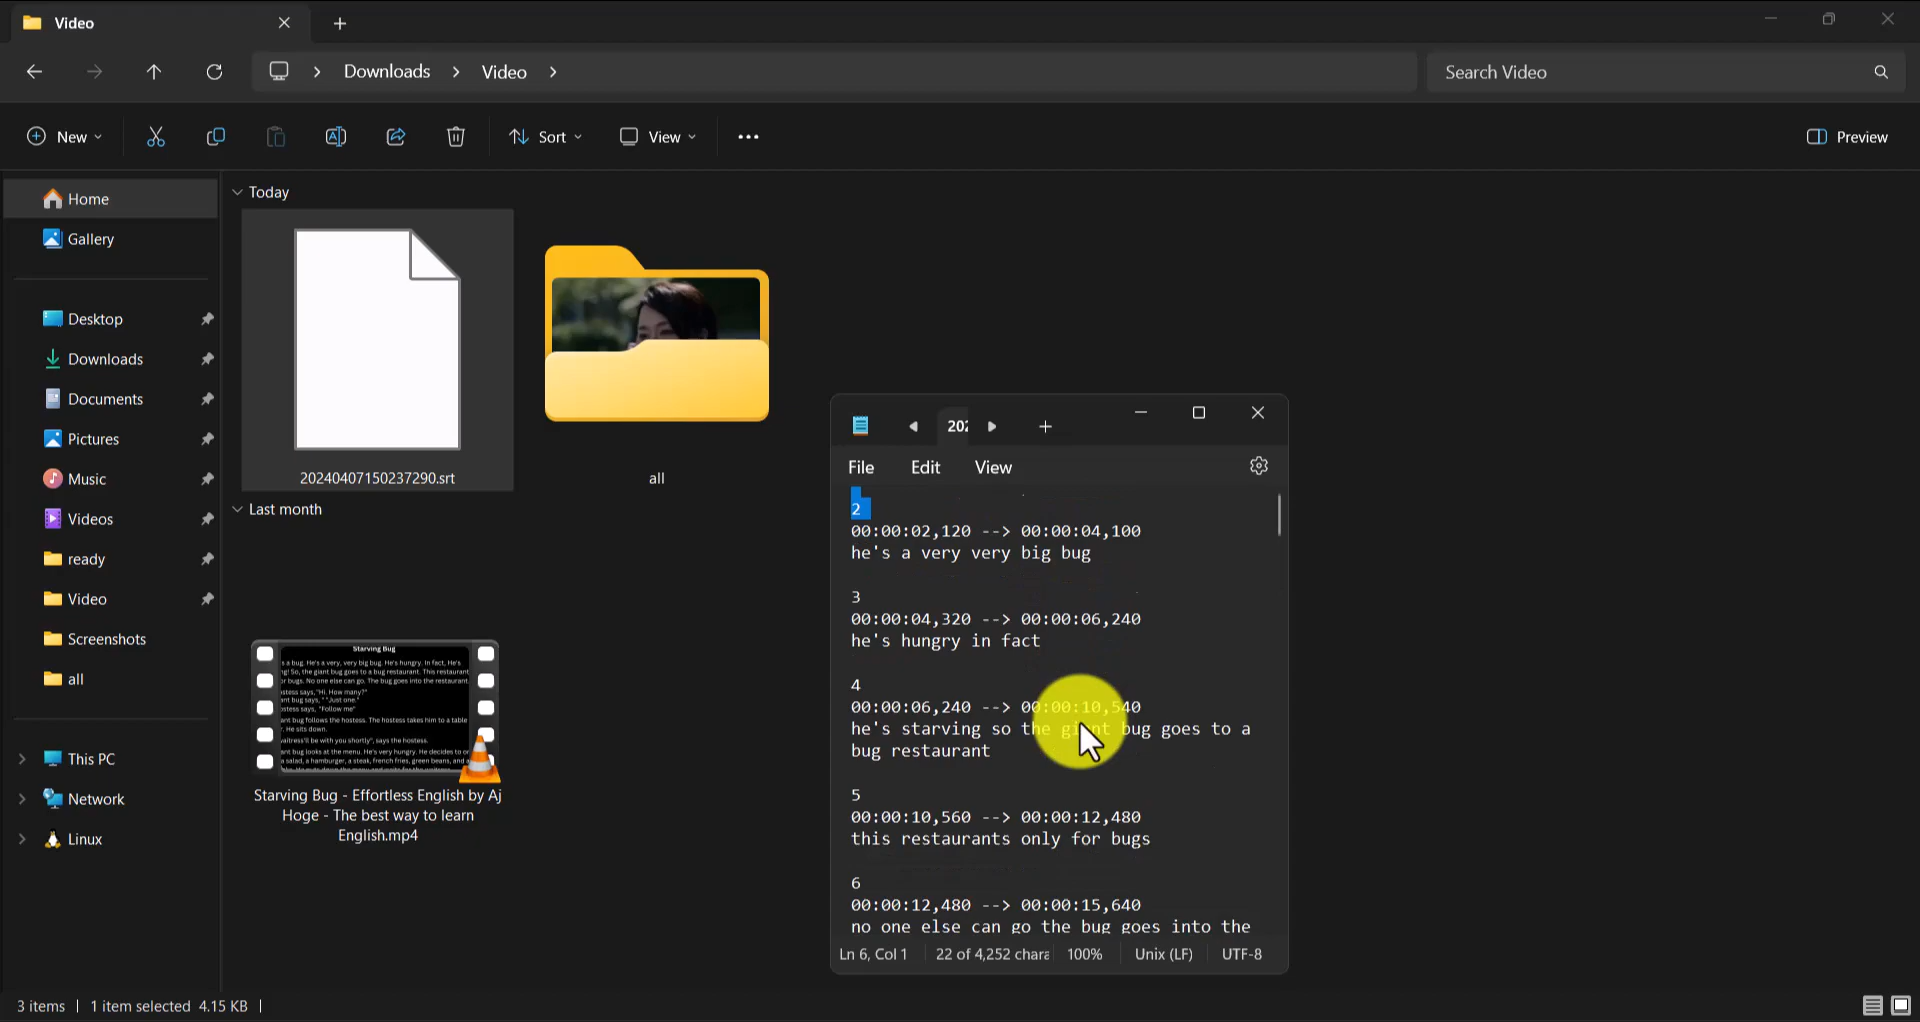 Video
Downloads
Video
Search Video
New
Sort
View
Preview
Home
Gallery
Desktop
Downloads
Documents
Pictures
Music
Videos
ready
Video
Screenshots
all
This PC
Network
Linux
Today
20240407150237290.srt
all
Last month
Starving Bug
Starving Bug - Effortless English by Aj
Hoge - The best way to learn
English.mp4
202
File Edit View
2
00:00:02,120 --> 00:00:04,100
he's a very very big bug
3
00:00:04,320 --> 00:00:06,240
he's hungry in fact
4
00:00:06,240 --> 00:00:10,540
he's starving so the giant bug goes to a
bug restaurant
5
00:00:10,560 --> 00:00:12,480
this restaurants only for bugs
6
00:00:12,480 --> 00:00:15,640
no one else can go the bug goes into the
Ln 6, Col 1 22 of 4,252 chara 100% Unix (LF) UTF-8
3 items 1 item selected 4.15 KB